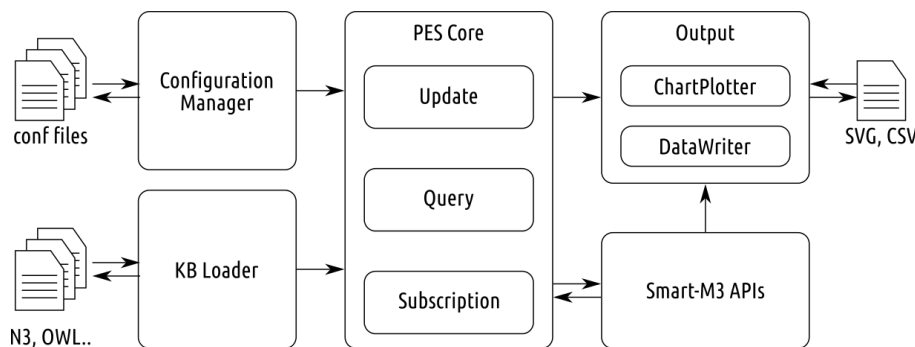 conf files
Configuration
Manager
N3, OWL..
KB Loader
PES Core
Update
Query
Subscription
Output
ChartPlotter
DataWriter
SVG, CSV
Smart-M3 APIs